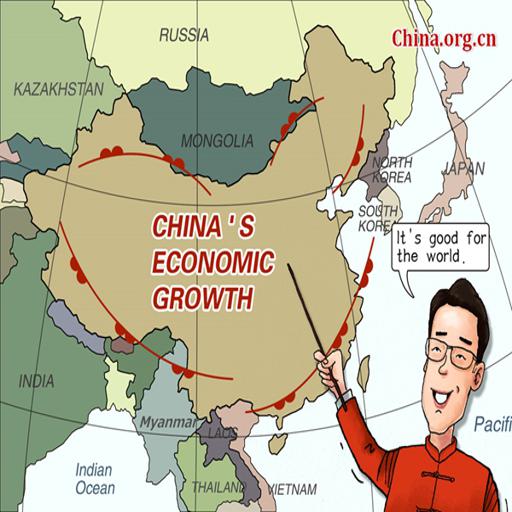 RUSSIA
China.org.cn
KAZAKHSTAN
MONGOLIA
NORTH
KOREA
JAPAN
SOUTH
KOREA
CHINA'S
ECONOMIC
GROWTH
It's good for
the world.
INDIA
Myanmar
LAOS
Pacifi
Indian
Ocean
THAILAND
VIETNAM